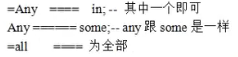 =Any ==== in; -- 其中一个即可
Any ====== some; -- any 跟 some 是一样
=all ==== 为全部